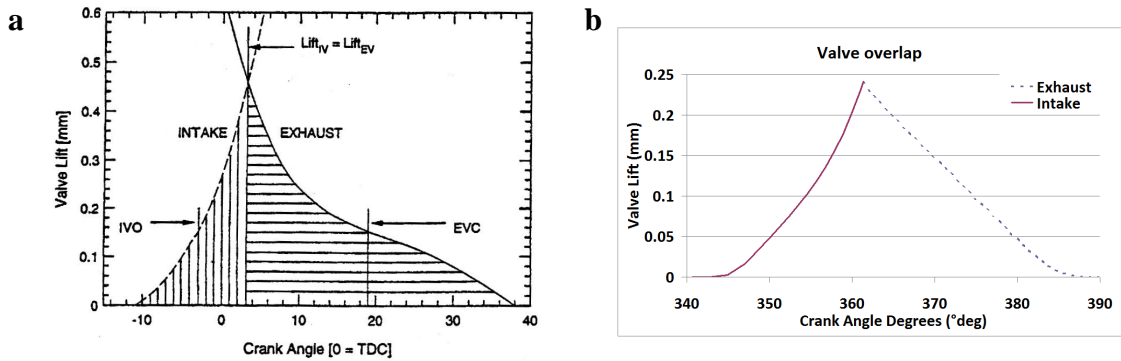 a
0.6
0.5
0.4
0.3
0.2
0.1
0
Valve Lift [mm]
Lift_IV = Lift_EV
INTAKE
EXHAUST
IVO
EVC
-10
0
10
20
30
40
Crank Angle [0 = TDC]
b
Valve overlap
0.25
0.2
0.15
0.1
0.05
0
Valve Lift (mm)
Exhaust
Intake
340
350
360
370
380
390
Crank Angle Degrees (°deg)